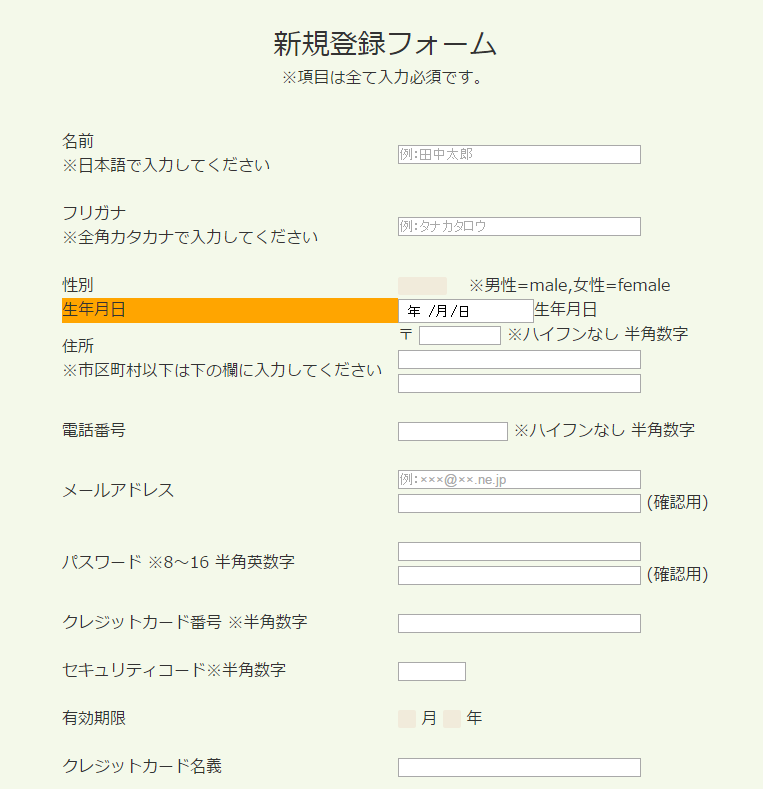 新規登録フォーム
※項目は全て入力必須です。
名前
※日本語で入力してください
例:田中太郎
フリガナ
※全角カタカナで入力してください
例:タナカタロウ
性別
※男性=male,女性=female
生年月日
年 /月/日 生年月日
住所
※市区町村以下は下の欄に入力してください
〒 ※ハイフンなし 半角数字
電話番号
※ハイフンなし 半角数字
メールアドレス
例:×××@××.ne.jp
(確認用)
パスワード ※8～16 半角英数字
(確認用)
クレジットカード番号 ※半角数字
セキュリティコード※半角数字
有効期限
月 年
クレジットカード名義